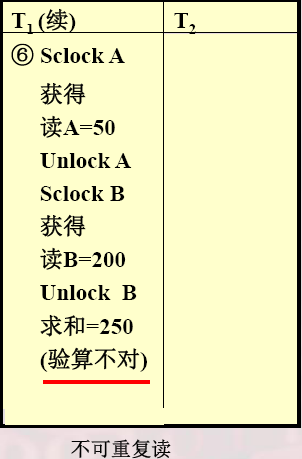 T1 (续) T2
⑥ Sclock A
获得
读A=50
Unlock A
Sclock B
获得
读B=200
Unlock B
求和=250
(验算不对)
不可重复读